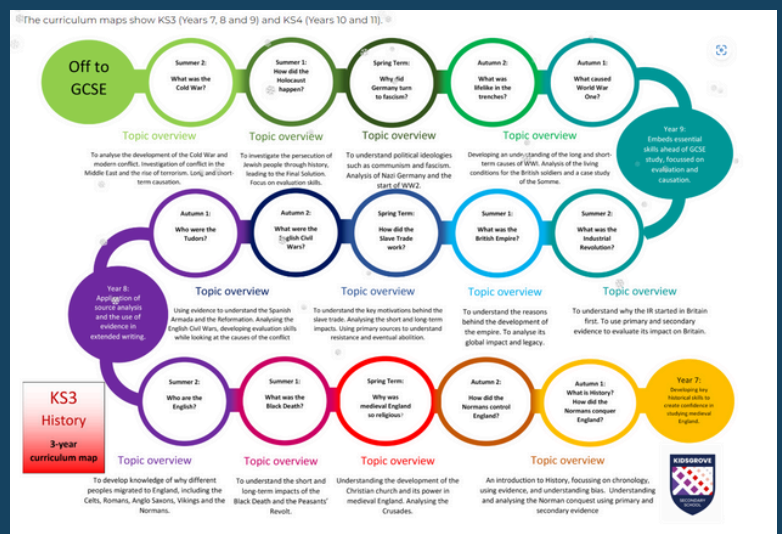 The curriculum maps show KS3 (Years 7, 8 and 9) and KS4 (Years 10 and 11).
Off to
GCSE
Summer 2:
What was the
Cold War?
Summer 1:
How did the
Holocaust
happen?
Spring Term:
Why did
Germany turn
to fascism?
Autumn 2:
What was
lifelike in the
trenches?
Autumn 1:
What caused
World War
One?
Year 9:
Embeds essential
skills ahead of GCSE
study, focussed on
evaluation and
causation.
Topic overview
To analyse the development of the Cold War and
modern conflict. Investigation of conflict in the
Middle East and the rise of terrorism. Long and short-
term causation.
Topic overview
To investigate the persecution of
Jewish people through history,
leading to the Final Solution.
Focus on evaluation skills.
Topic overview
To understand political ideologies
such as communism and fascism.
Analysis of Nazi Germany and the
start of WW2.
Topic overview
Developing an understanding of the long and short-
term causes of WWI. Analysis of the living
conditions for the British soldiers and a case study
of the Somme.
Year 8:
Application of
source analysis
and the use of
evidence in
extended writing.
Autumn 1:
Who were the
Tudors?
Autumn 2:
What were the
English Civil
Wars?
Spring Term:
How did the
Slave Trade
work?
Summer 1:
What was the
British Empire?
Summer 2:
What was the
Industrial
Revolution?
Topic overview
Using evidence to understand the Spanish
Armada and the Reformation. Analysing the
English Civil Wars, developing evaluation skills
while looking at the causes of the conflict
Topic overview
To understand the key motivations behind the
slave trade. Analysing the short and long-term
impacts. Using primary sources to understand
resistance and eventual abolition.
Topic overview
To understand the reasons
behind the development of
the empire. To analyse its
global impact and legacy.
Topic overview
To understand why the IR started in Britain
first. To use primary and secondary
evidence to evaluate its impact on Britain.
KS3
History
3-year
curriculum map
Summer 2:
Who are the
English?
Summer 1:
What was the
Black Death?
Spring Term:
Why was
medieval England
so religious?
Autumn 2:
How did the
Normans control
England?
Autumn 1:
What is History?
How did the
Normans conquer
England?
Year 7:
Developing key
historical skills to
create confidence in
studying medieval
England.
Topic overview
To develop knowledge of why different
peoples migrated to England, including the
Celts, Romans, Anglo Saxons, Vikings and the
Normans.
Topic overview
To understand the short and
long-term impacts of the
Black Death and the Peasants'
Revolt.
Topic overview
Understanding the development of the
Christian church and its power in
medieval England. Analysing the
Crusades.
Topic overview
An introduction to History, focussing on chronology,
using evidence, and understanding bias. Understanding
and analysing the Norman conquest using primary and
secondary evidence
KIDSGROVE
SECONDARY
SCHOOL